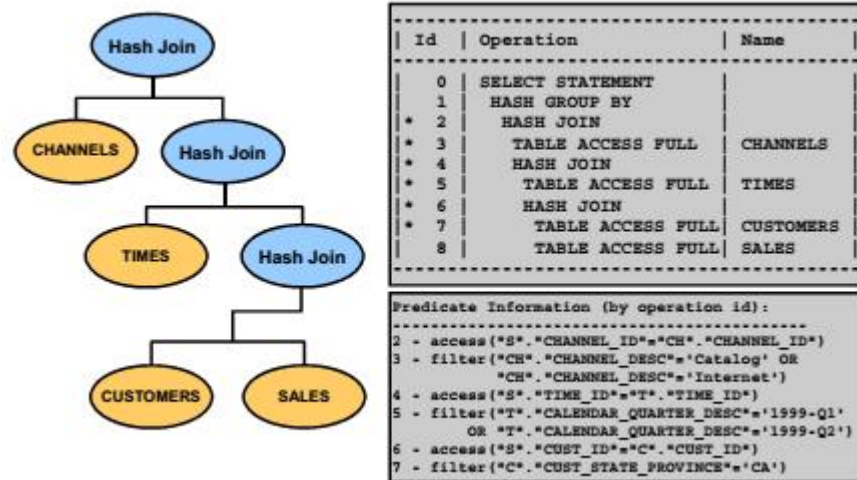 Hash Join
CHANNELS
Hash Join
TIMES
Hash Join
CUSTOMERS
SALES
---------------------------------------------
| Id | Operation | Name |
---------------------------------------------
| 0 | SELECT STATEMENT | |
| 1 | HASH GROUP BY | |
|* 2 | HASH JOIN | |
|* 3 | TABLE ACCESS FULL | CHANNELS |
|* 4 | HASH JOIN | |
|* 5 | TABLE ACCESS FULL | TIMES |
|* 6 | HASH JOIN | |
|* 7 | TABLE ACCESS FULL| CUSTOMERS |
| 8 | TABLE ACCESS FULL| SALES |
---------------------------------------------
Predicate Information (by operation id):
---------------------------------------------
2 - access("S"."CHANNEL_ID"="CH"."CHANNEL_ID")
3 - filter("CH"."CHANNEL_DESC"='Catalog' OR
"CH"."CHANNEL_DESC"='Internet')
4 - access("S"."TIME_ID"="T"."TIME_ID")
5 - filter("T"."CALENDAR_QUARTER_DESC"='1999-Q1'
OR "T"."CALENDAR_QUARTER_DESC"='1999-Q2')
6 - access("S"."CUST_ID"="C"."CUST_ID")
7 - filter("C"."CUST_STATE_PROVINCE"='CA')